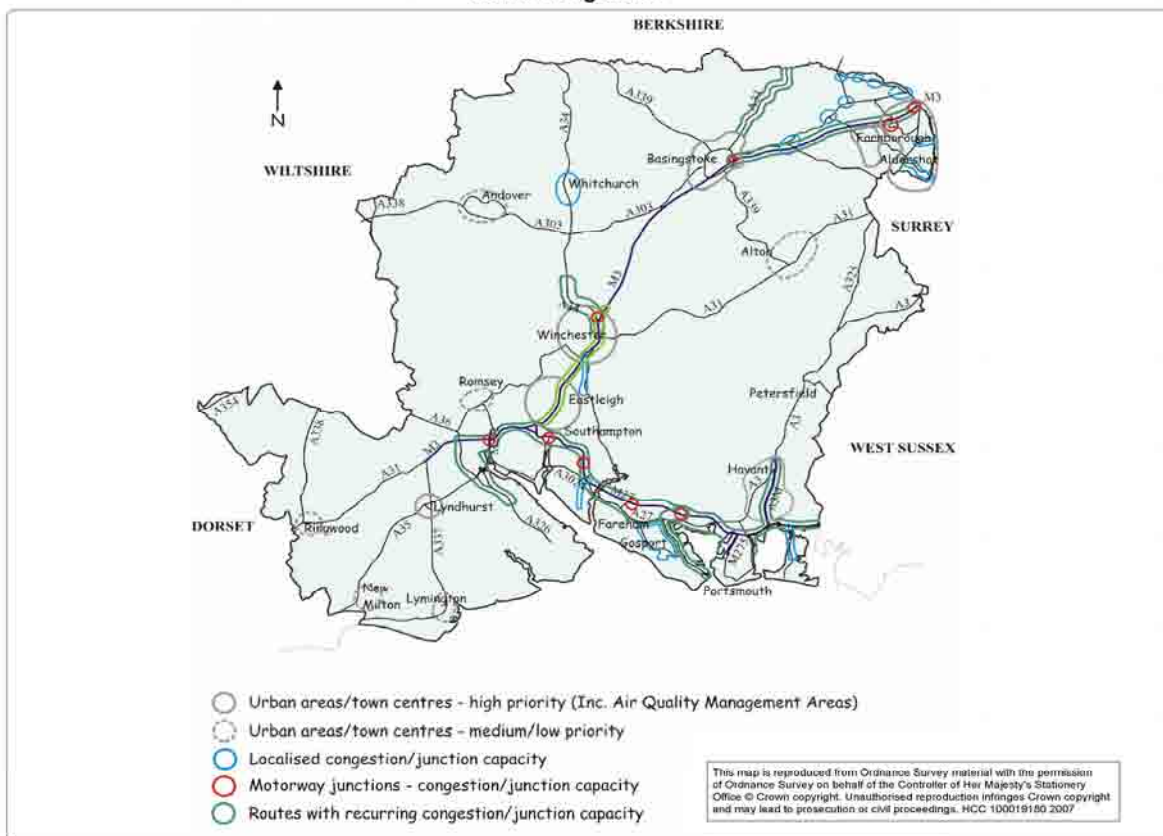 BERKSHIRE
M3
A339
A33
A34
N
Farnborough
Basingstoke
Aldershot
WILTSHIRE
Whitchurch
Andover
A338
A303
A303
A339
A31
SURREY
Alton
A325
M3
A31
A3
A34
Winchester
Romsey
Petersfield
A354
Eastleigh
A36
A338
Southampton
A3
WEST SUSSEX
M27
Havant
A31
A3
M27
Lyndhurst
A27
DORSET
Ringwood
A326
Fareham
A35
Gosport
A337
M275
New
Milton
Lymington
Portsmouth
Urban areas/town centres - high priority (Inc. Air Quality Management Areas)
Urban areas/town centres - medium/low priority
Localised congestion/junction capacity
Motorway junctions - congestion/junction capacity
Routes with recurring congestion/junction capacity
This map is reproduced from Ordnance Survey material with the permission
of Ordnance Survey on behalf of the Controller of Her Majesty's Stationery
Office © Crown copyright. Unauthorised reproduction infringes Crown copyright
and may lead to prosecution or civil proceedings. HCC 100019180 2007